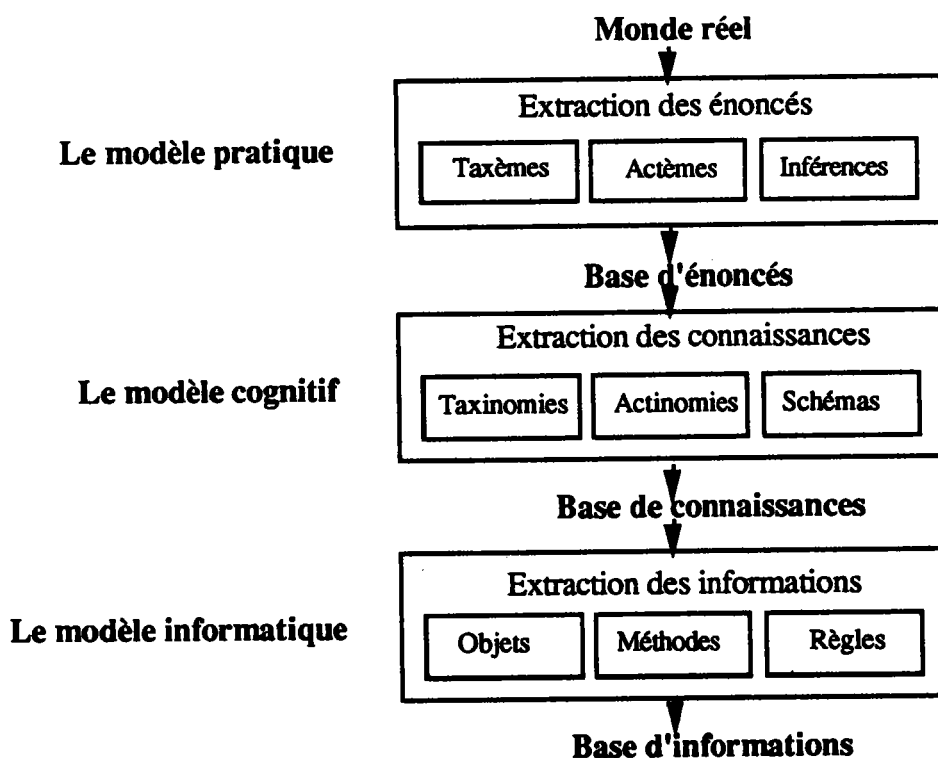 Monde réel
Extraction des énoncés
Le modèle pratique
Taxèmes Actèmes Inférences
Base d'énoncés
Extraction des connaissances
Le modèle cognitif
Taxinomies Actinomies Schémas
Base de connaissances
Extraction des informations
Le modèle informatique
Objets Méthodes Règles
Base d'informations